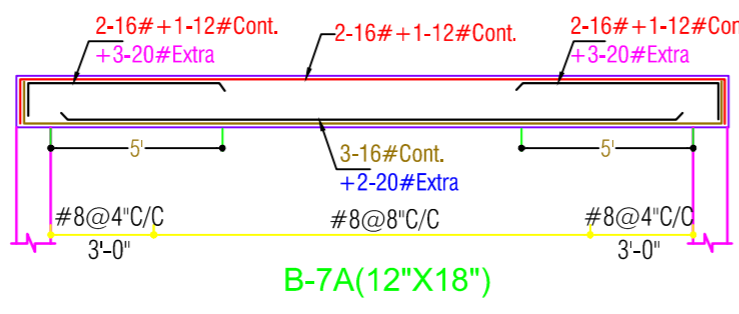 2-16#+1-12#Cont.
+3-20#Extra
2-16#+1-12#Cont.
2-16#+1-12#Con
+3-20#Extra
5'
3-16#Cont.
+2-20#Extra
5'
#8@4"C/C
3'-0"
#8@8"C/C
#8@4"C/C
3'-0"
B-7A(12"X18")